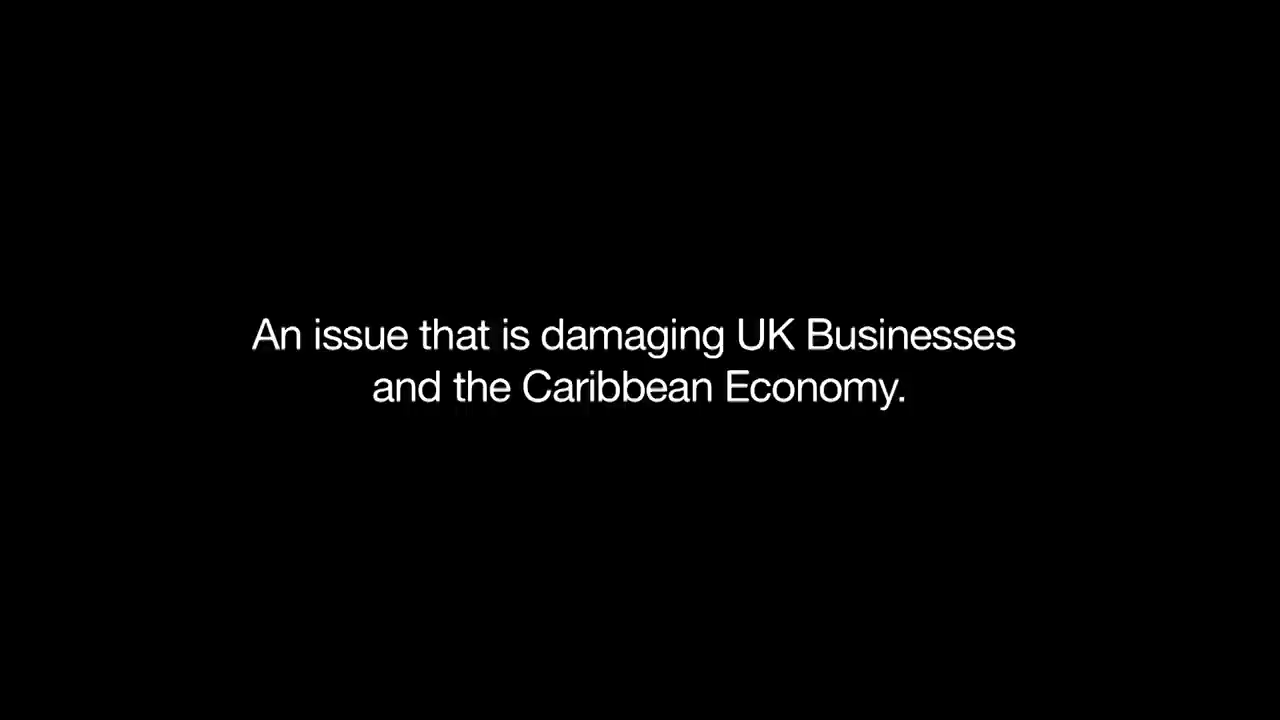 An issue that is damaging UK Businesses
and the Caribbean Economy.